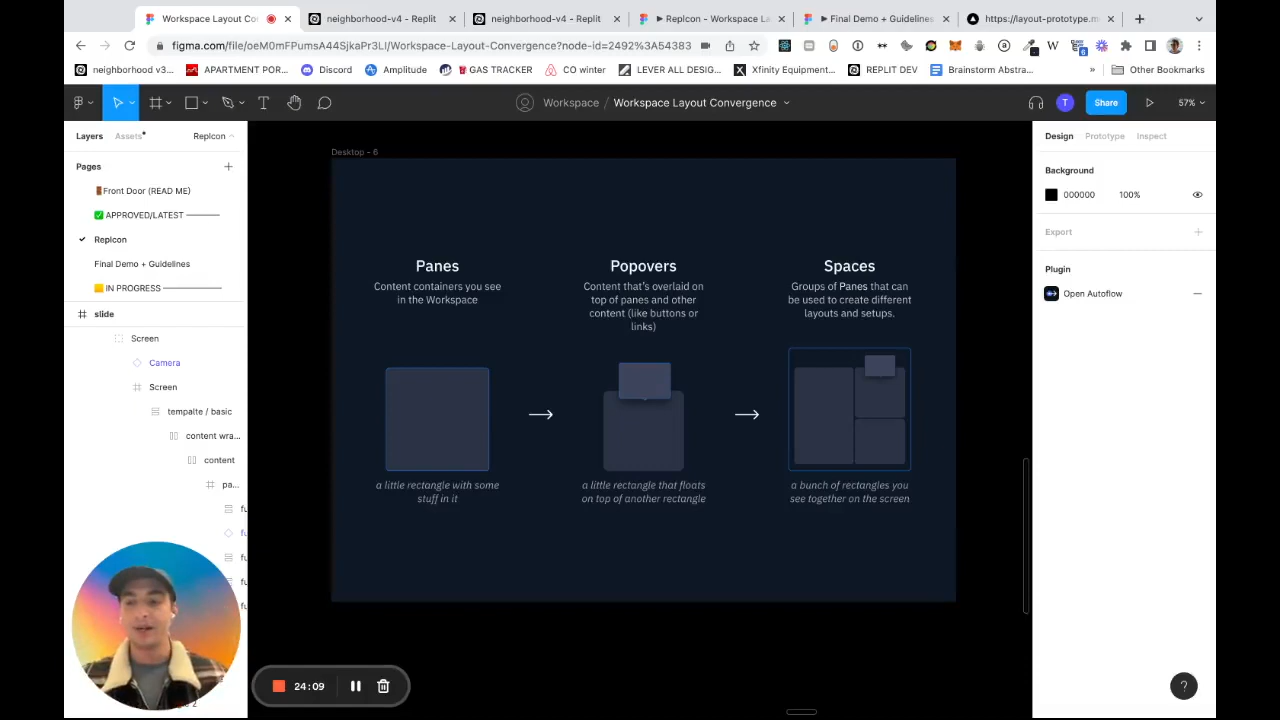 Workspace Layout Co
neighborhood-v4 - Replit
neighborhood-v4 - Replit
RepIcon - Workspace La
Final Demo + Guidelines
https://layout-prototype.m
figma.com/file/oeM0mFPumsA44SjkaPr3LI/Workspace-Layout-Convergence?node-id=2492%3A54383
neighborhood v3...
APARTMENT POR...
Discord
Amplitude
GAS TRACKER
CO winter
LEVER ALL DESIG...
Xfinity Equipment...
REPLIT DEV
Brainstorm Abstra...
»
Other Bookmarks
Workspace / Workspace Layout Convergence
T
Share
57%
Layers
Assets
RepIcon
Design
Prototype
Inspect
Pages
Front Door (READ ME)
APPROVED/LATEST
RepIcon
Final Demo + Guidelines
IN PROGRESS
slide
Screen
Camera
Screen
tempalte / basic
content wra...
content
pa...
Desktop - 6
Panes
Content containers you see
in the Workspace
a little rectangle with some
stuff in it
Popovers
Content that's overlaid on
top of panes and other
content (like buttons or
links)
a little rectangle that floats
on top of another rectangle
Spaces
Groups of Panes that can
be used to create different
layouts and setups.
a bunch of rectangles you
see together on the screen
Background
000000
100%
Export
Plugin
Open Autoflow
24:09
?